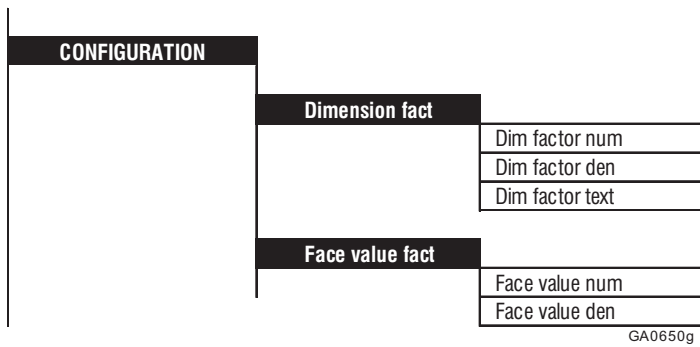 CONFIGURATION
Dimension fact
Dim factor num
Dim factor den
Dim factor text
Face value fact
Face value num
Face value den
GA0650g